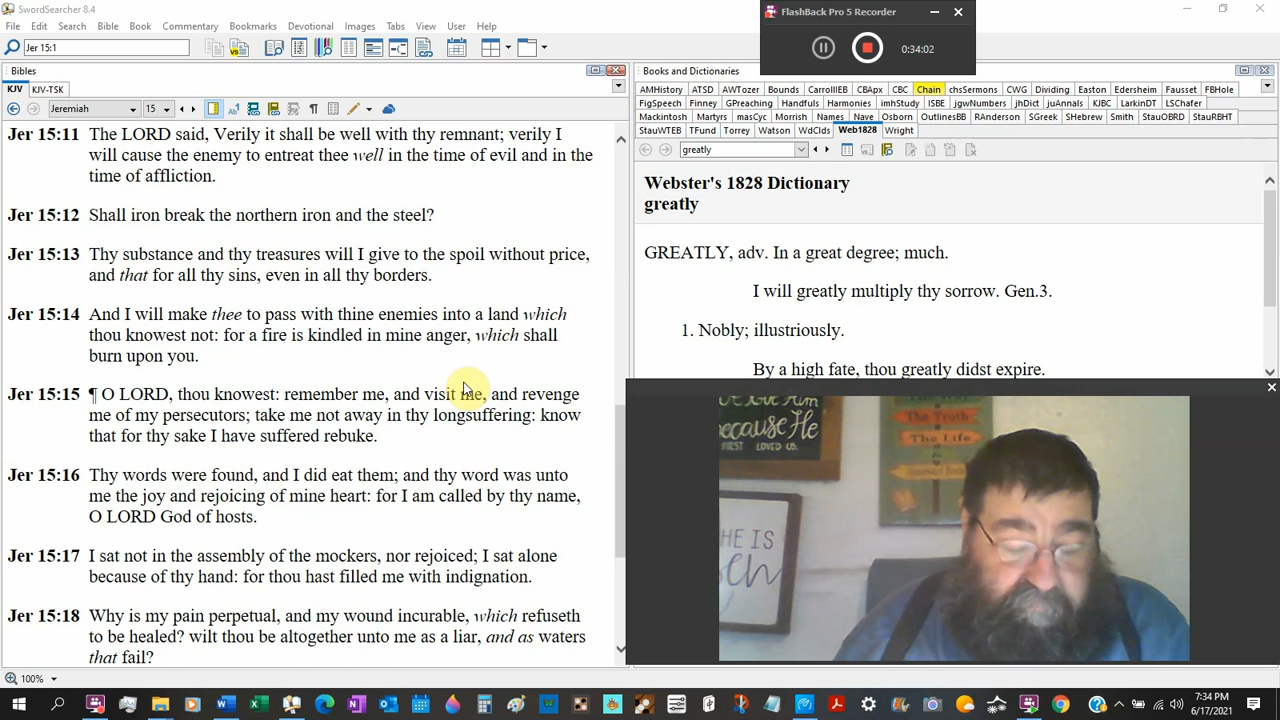 SwordSearcher 8.4
File Edit Search Bible Library Commentary Bookmarks Devotional Images Tabs View User Help
Jer 15:1
Bibles
KJV KJV-TSK
Jeremiah 15
Jer 15:11 The LORD said, Verily it shall be well with thy remnant; verily I
will cause the enemy to entreat thee well in the time of evil and in the
time of affliction.
Jer 15:12 Shall iron break the northern iron and the steel?
Jer 15:13 Thy substance and thy treasures will I give to the spoil without price,
and that for all thy sins, even in all thy borders.
Jer 15:14 And I will make thee to pass with thine enemies into a land which
thou knowest not: for a fire is kindled in mine anger, which shall
burn upon you.
Jer 15:15 ¶ O LORD, thou knowest: remember me, and visit me, and revenge
me of my persecutors; take me not away in thy longsuffering: know
that for thy sake I have suffered rebuke.
Jer 15:16 Thy words were found, and I did eat them; and thy word was unto
me the joy and rejoicing of mine heart: for I am called by thy name,
O LORD God of hosts.
Jer 15:17 I sat not in the assembly of the mockers, nor rejoiced; I sat alone
because of thy hand: for thou hast filled me with indignation.
Jer 15:18 Why is my pain perpetual, and my wound incurable, which refuseth
to be healed? wilt thou be altogether unto me as a liar, and as waters
that fail?
100%
FlashBack Pro 5 Recorder
0:34:02
Books and Dictionaries
AMHistory ATSD AWTozer Bounds CarrollEB CBApx CBC Chain chsSermons CWG Dividing Easton Edersheim Fausset FBHole
FigSpeech Finney GPreaching Handfuls Harmonies imhStudy ISBE jgwNumbers jhDict juAnnals KJBC LarkinDT LSChafer
Mackintosh Martyrs masCyc Morrish Names Nave Osborn OutlinesBB RAnderson SGreek SHebrew Smith StauOBRD StauRBHT
StauWTEB TFund Torrey Watson WdClds Web1828 Wright
greatly
Webster's 1828 Dictionary
greatly
GREATLY, adv. In a great degree; much.
I will greatly multiply thy sorrow. Gen.3.
1. Nobly; illustriously.
By a high fate, thou greatly didst expire.
because He
FIRST LOVED US.
The Truth
The Life
HE IS
7:34 PM
6/17/2021